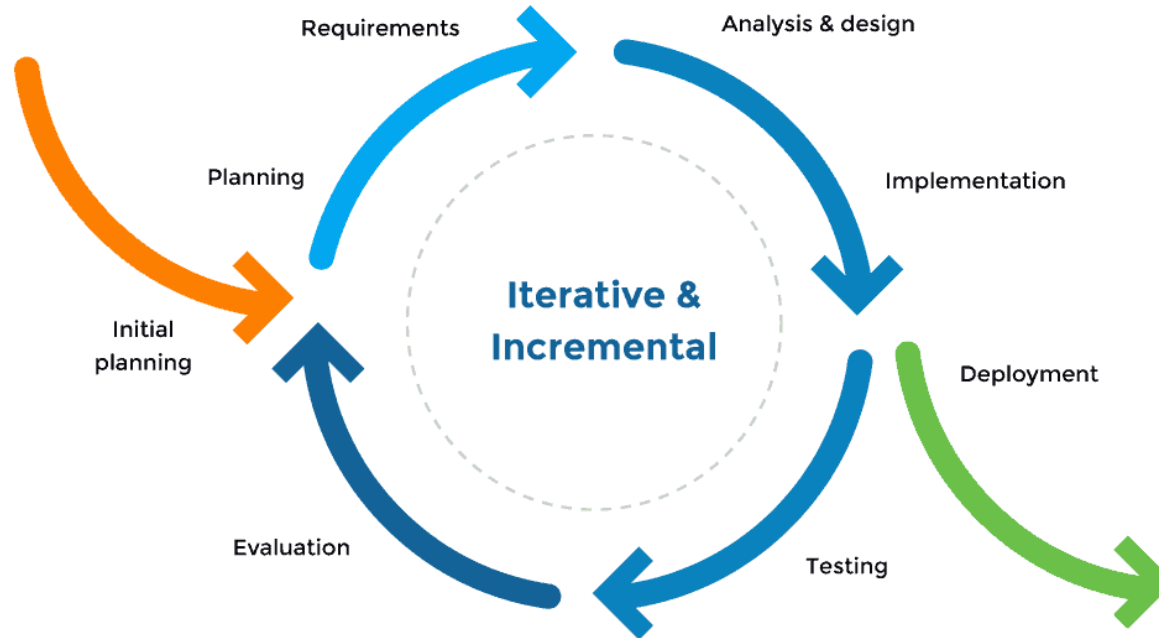 Requirements
Analysis & design
Planning
Implementation
Iterative &
Incremental
Initial
planning
Deployment
Evaluation
Testing